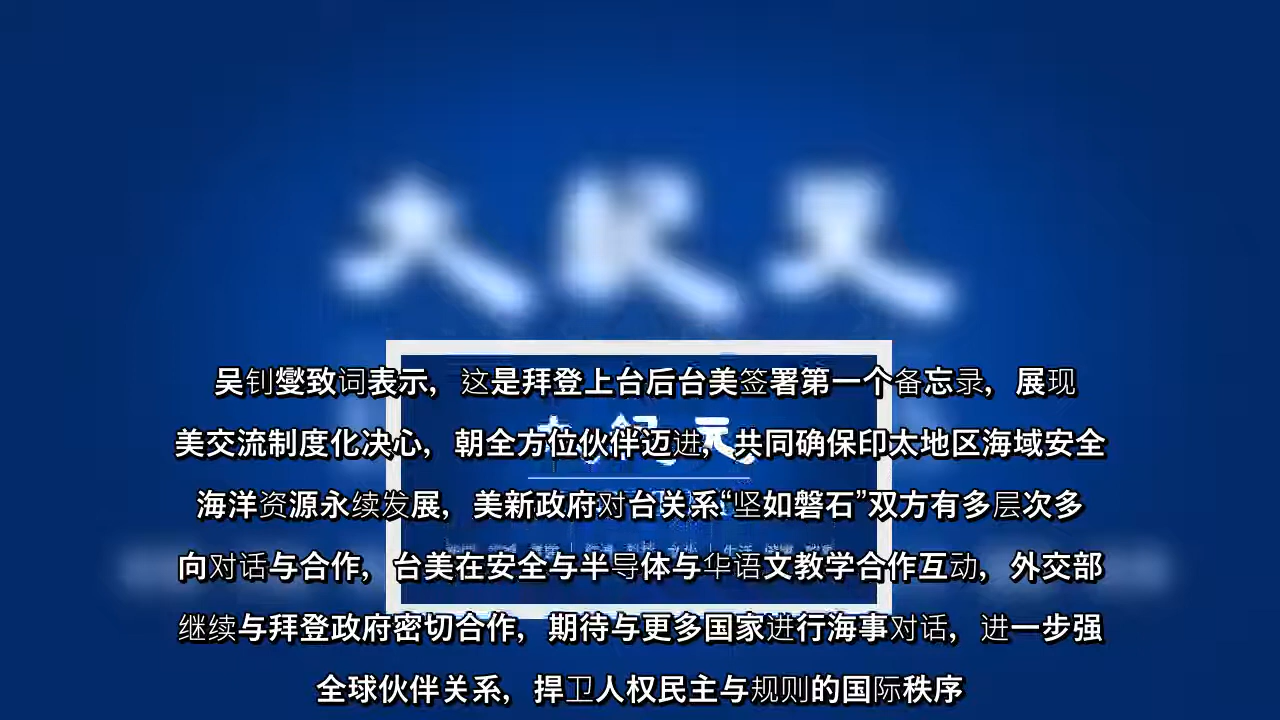 吴钊燮致词表示，这是拜登上台后台美签署第一个备忘录，展现
美交流制度化决心，朝全方位伙伴迈进，共同确保印太地区海域安全
海洋资源永续发展，美新政府对台关系“坚如磐石”双方有多层次多
向对话与合作，台美在安全与半导体与华语文教学合作互动，外交部
继续与拜登政府密切合作，期待与更多国家进行海事对话，进一步强
全球伙伴关系，捍卫人权民主与规则的国际秩序